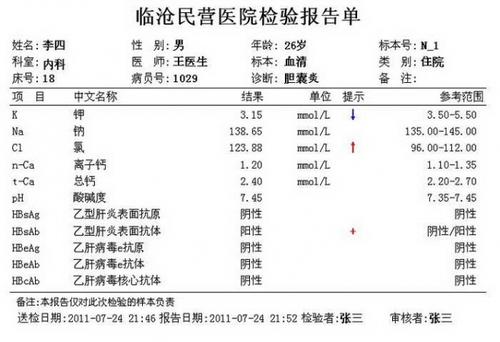 临沧民营医院检验报告单
姓名:李四 性 别:男 年龄:26岁 标本号:N_1
科室:内科 医 师:王医生 标本:血清 类 别:住院
床号:18 病员号:1029 诊断:胆囊炎 备 注:
项 目 中文名称 结果 单位 提示 参考范围
K 钾 3.15 mmol/L ↓ 3.50-5.50
Na 钠 138.65 mmol/L 135.00-145.00
Cl 氯 123.88 mmol/L ↑ 96.00-112.00
n-Ca 离子钙 1.20 mmol/L 1.10-1.35
t-Ca 总钙 2.40 mmol/L 2.20-2.70
pH 酸碱度 7.45 7.35-7.45
HBsAg 乙型肝炎表面抗原 阴性 阴性
HBsAb 乙型肝炎表面抗体 阳性 + 阴性/阳性
HBeAg 乙肝病毒e抗原 阴性 阴性
HBeAb 乙肝病毒e抗体 阴性 阴性
HBcAb 乙肝病毒核心抗体 阴性 阴性
备注:本报告仅对此次检验的样本负责
送检日期:2011-07-24 21:46 报告日期:2011-07-24 21:52 检验者:张三 审核者:张三